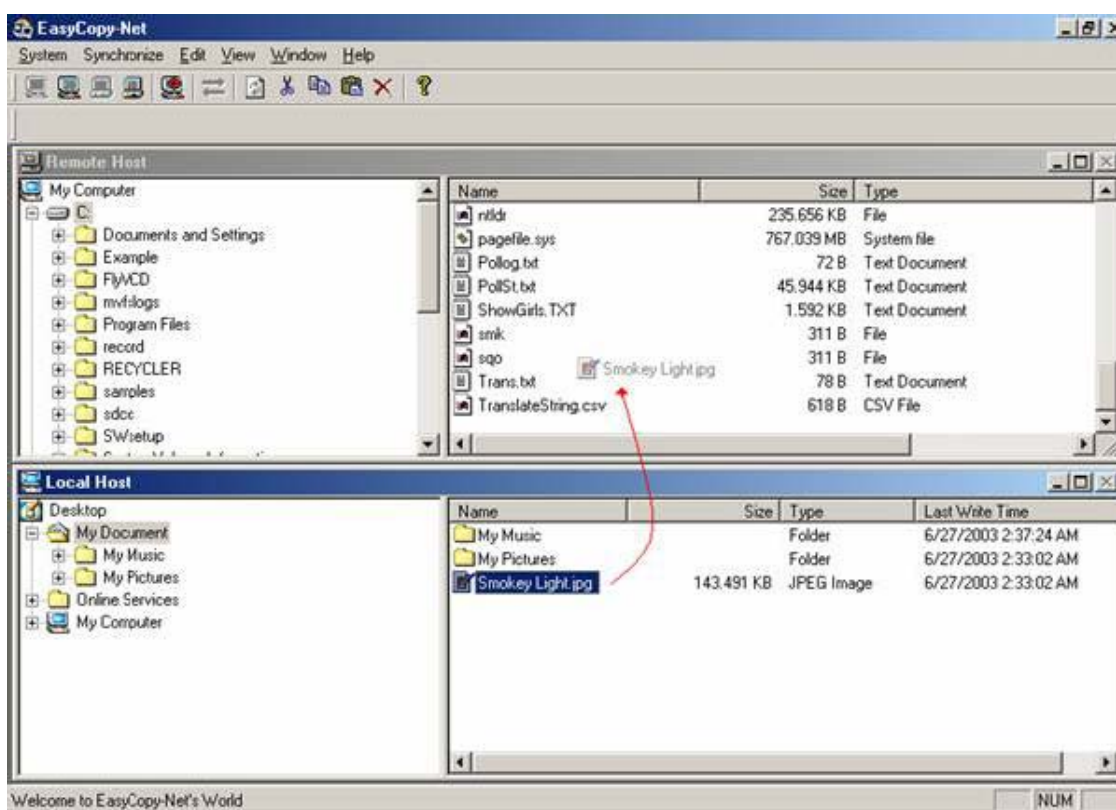 EasyCopy-Net
System Synchronize Edit View Window Help
Remote Host
My Computer
C:
Documents and Settings
Example
FlyVCD
mvfslogs
Program Files
record
RECYCLER
samples
sdcc
SWsetup
Name Size Type
ntldr 235.656 KB File
pagefile.sys 767.039 MB System file
Pollog.txt 72 B Text Document
PollSt.txt 45.944 KB Text Document
ShowGirls.TXT 1.592 KB Text Document
smk 311 B File
sqo 311 B File
Smokey Light.jpg
Trans.txt 78 B Text Document
TranslateString.csv 618 B CSV File
Local Host
Desktop
My Document
My Music
My Pictures
Online Services
My Computer
Name Size Type Last Write Time
My Music Folder 6/27/2003 2:37:24 AM
My Pictures Folder 6/27/2003 2:33:02 AM
Smokey Light.jpg 143.491 KB JPEG Image 6/27/2003 2:33:02 AM
Welcome to EasyCopy-Net's World NUM